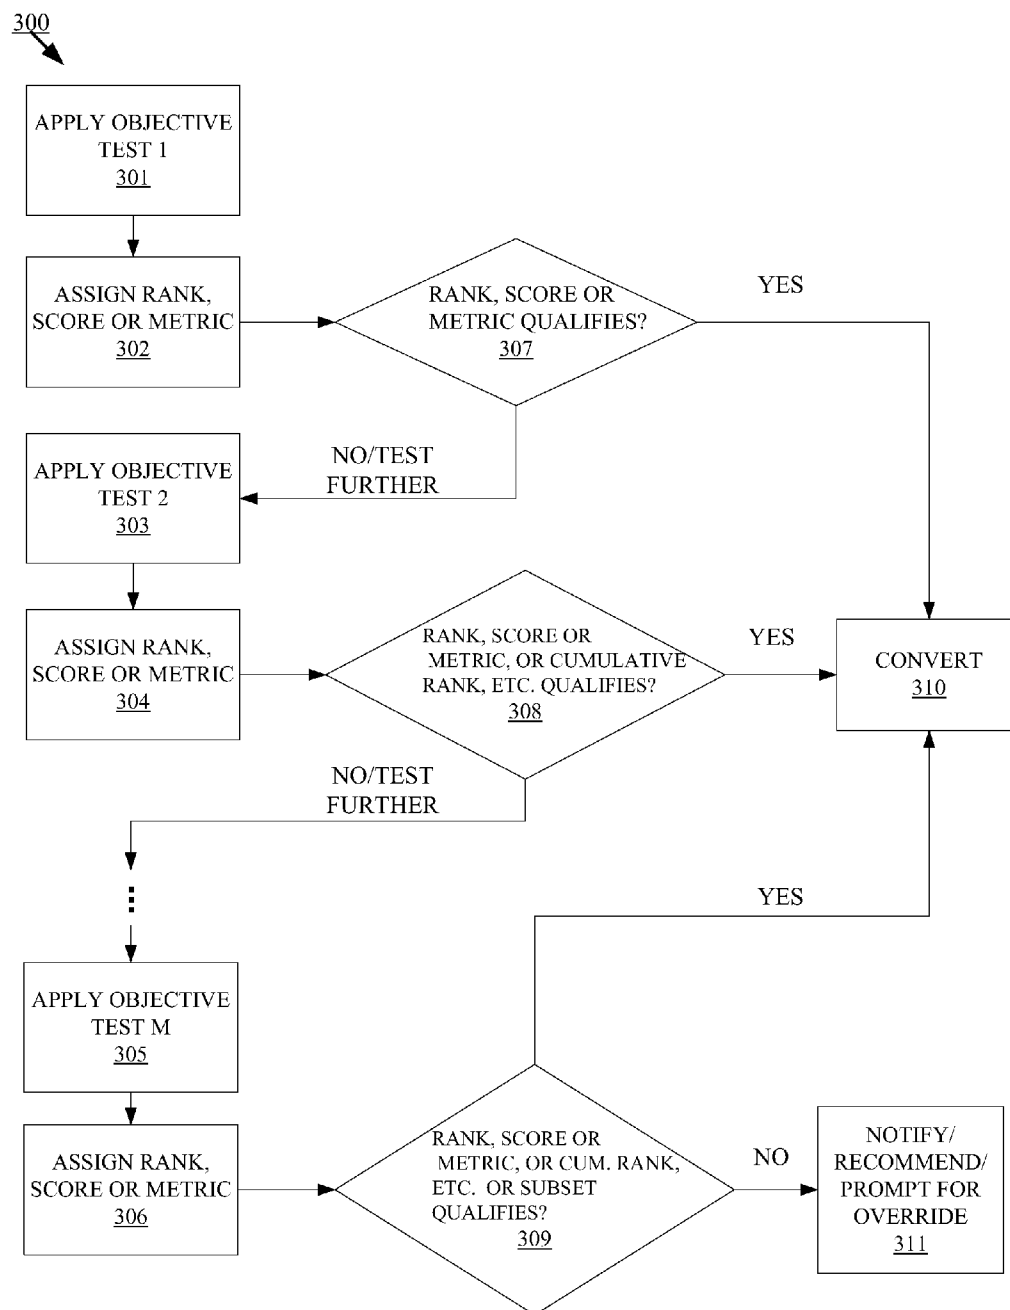 300
APPLY OBJECTIVE
TEST 1
301
ASSIGN RANK,
SCORE OR METRIC
302
RANK, SCORE OR
METRIC QUALIFIES?
307
YES
NO/TEST
FURTHER
APPLY OBJECTIVE
TEST 2
303
ASSIGN RANK,
SCORE OR METRIC
304
RANK, SCORE OR
METRIC, OR CUMULATIVE
RANK, ETC. QUALIFIES?
308
YES
CONVERT
310
NO/TEST
FURTHER
YES
APPLY OBJECTIVE
TEST M
305
ASSIGN RANK,
SCORE OR METRIC
306
RANK, SCORE OR
METRIC, OR CUM. RANK,
ETC. OR SUBSET
QUALIFIES?
309
NO
NOTIFY/
RECOMMEND/
PROMPT FOR
OVERRIDE
311